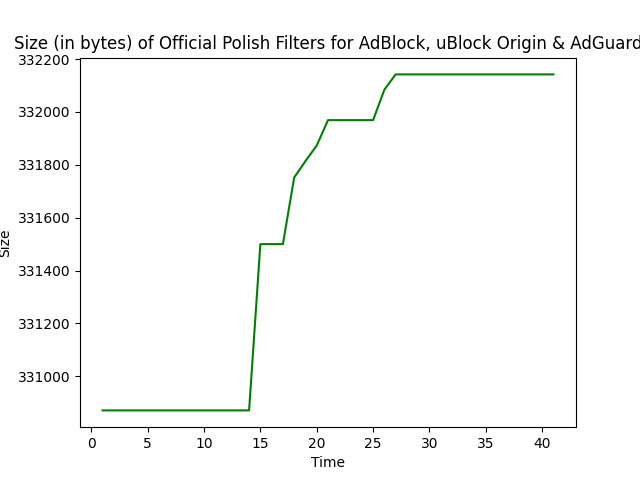 Size (in bytes) of Official Polish Filters for AdBlock, uBlock Origin & AdGuard
332200
332000
331800
331600
331400
331200
331000
Size
0 5 10 15 20 25 30 35 40
Time